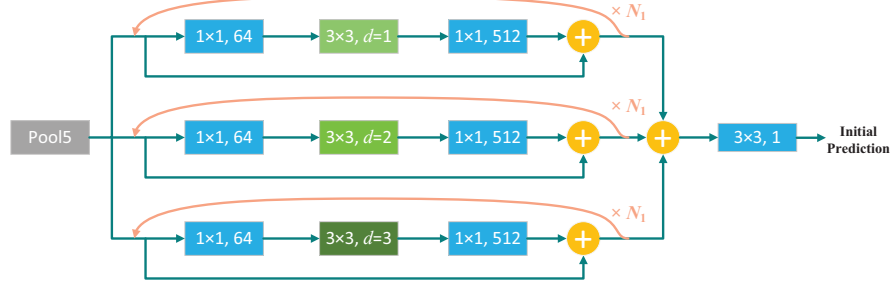 × N₁
1×1, 64
3×3, d=1
1×1, 512
+
× N₁
Pool5
1×1, 64
3×3, d=2
1×1, 512
+
+
3×3, 1
Initial
Prediction
× N₁
1×1, 64
3×3, d=3
1×1, 512
+